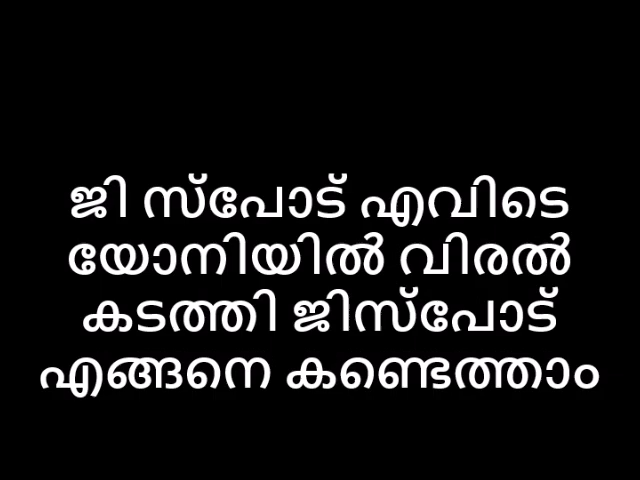 ജി സ്പോട് എവിടെ
യോനിയിൽ വിരൽ
കടത്തി ജിസ്പോട്
എങ്ങനെ കണ്ടെത്താം